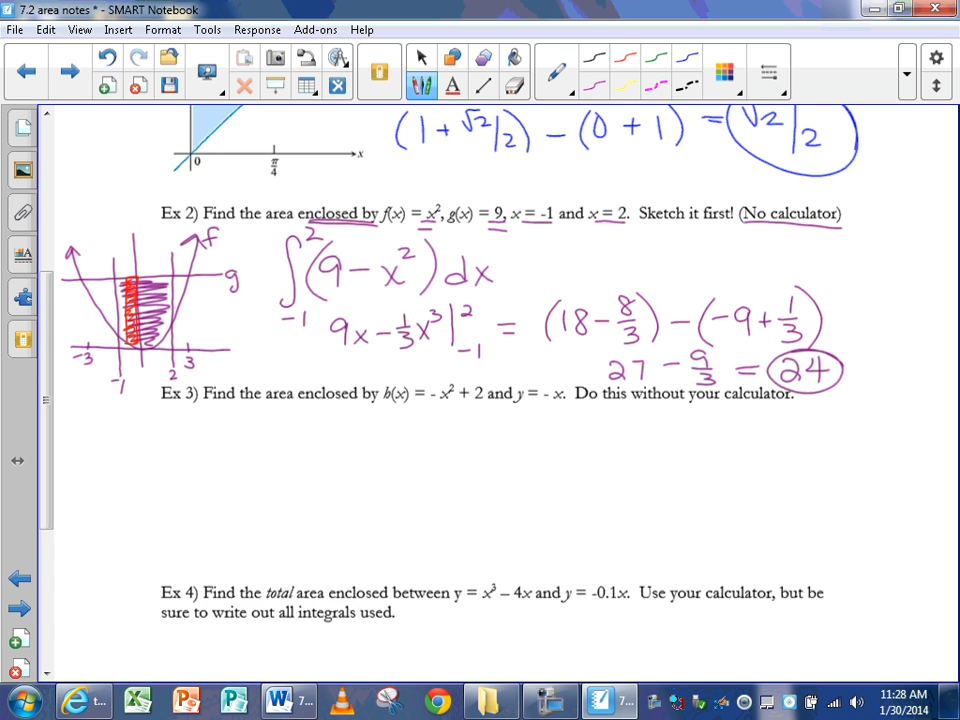 7.2 area notes * - SMART Notebook
File Edit View Insert Format Tools Response Add-ons Help
(1 + √2/2) - (0 + 1) = √2/2
0 π/4 x
Ex 2) Find the area enclosed by f(x) = x², g(x) = 9, x = -1 and x = 2. Sketch it first! (No calculator)
f
g
-3 -1 2 3
∫₋₁² (9 - x²) dx
9x - 1/3 x³ |₋₁² = (18 - 8/3) - (-9 + 1/3)
27 - 9/3 = 24
Ex 3) Find the area enclosed by h(x) = - x² + 2 and y = - x. Do this without your calculator.
Ex 4) Find the total area enclosed between y = x³ – 4x and y = -0.1x. Use your calculator, but be
sure to write out all integrals used.
t...
7...
7...
11:28 AM
1/30/2014